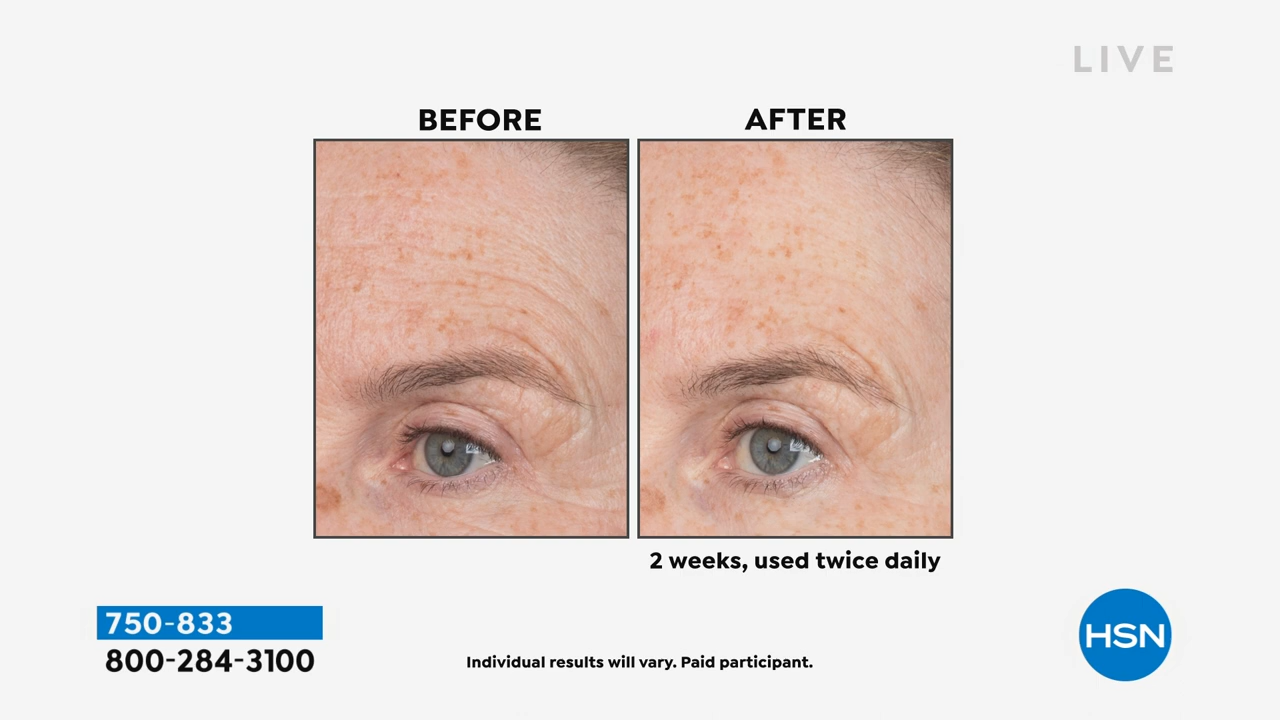 LIVE
BEFORE
AFTER
2 weeks, used twice daily
750-833
800-284-3100
Individual results will vary. Paid participant.
HSN